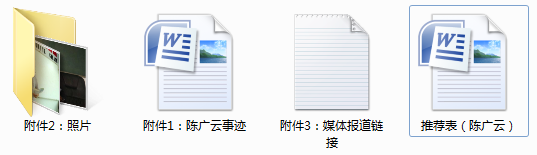 附件2：照片
附件1：陈广云事迹
附件3：媒体报道链
接
推荐表（陈广云）